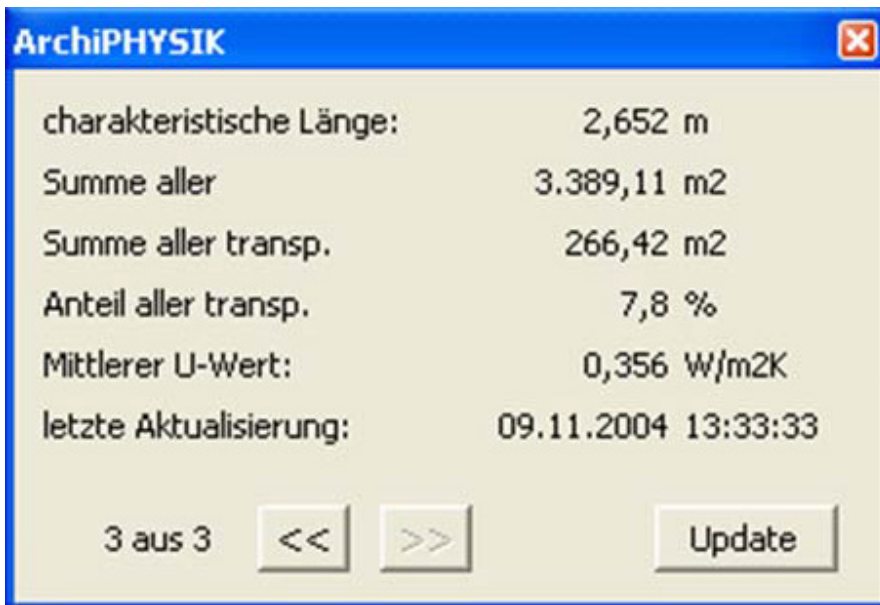 ArchiPHYSIK
charakteristische Länge: 2,652 m
Summe aller 3.389,11 m2
Summe aller transp. 266,42 m2
Anteil aller transp. 7,8 %
Mittlerer U-Wert: 0,356 W/m2K
letzte Aktualisierung: 09.11.2004 13:33:33
3 aus 3 << >> Update